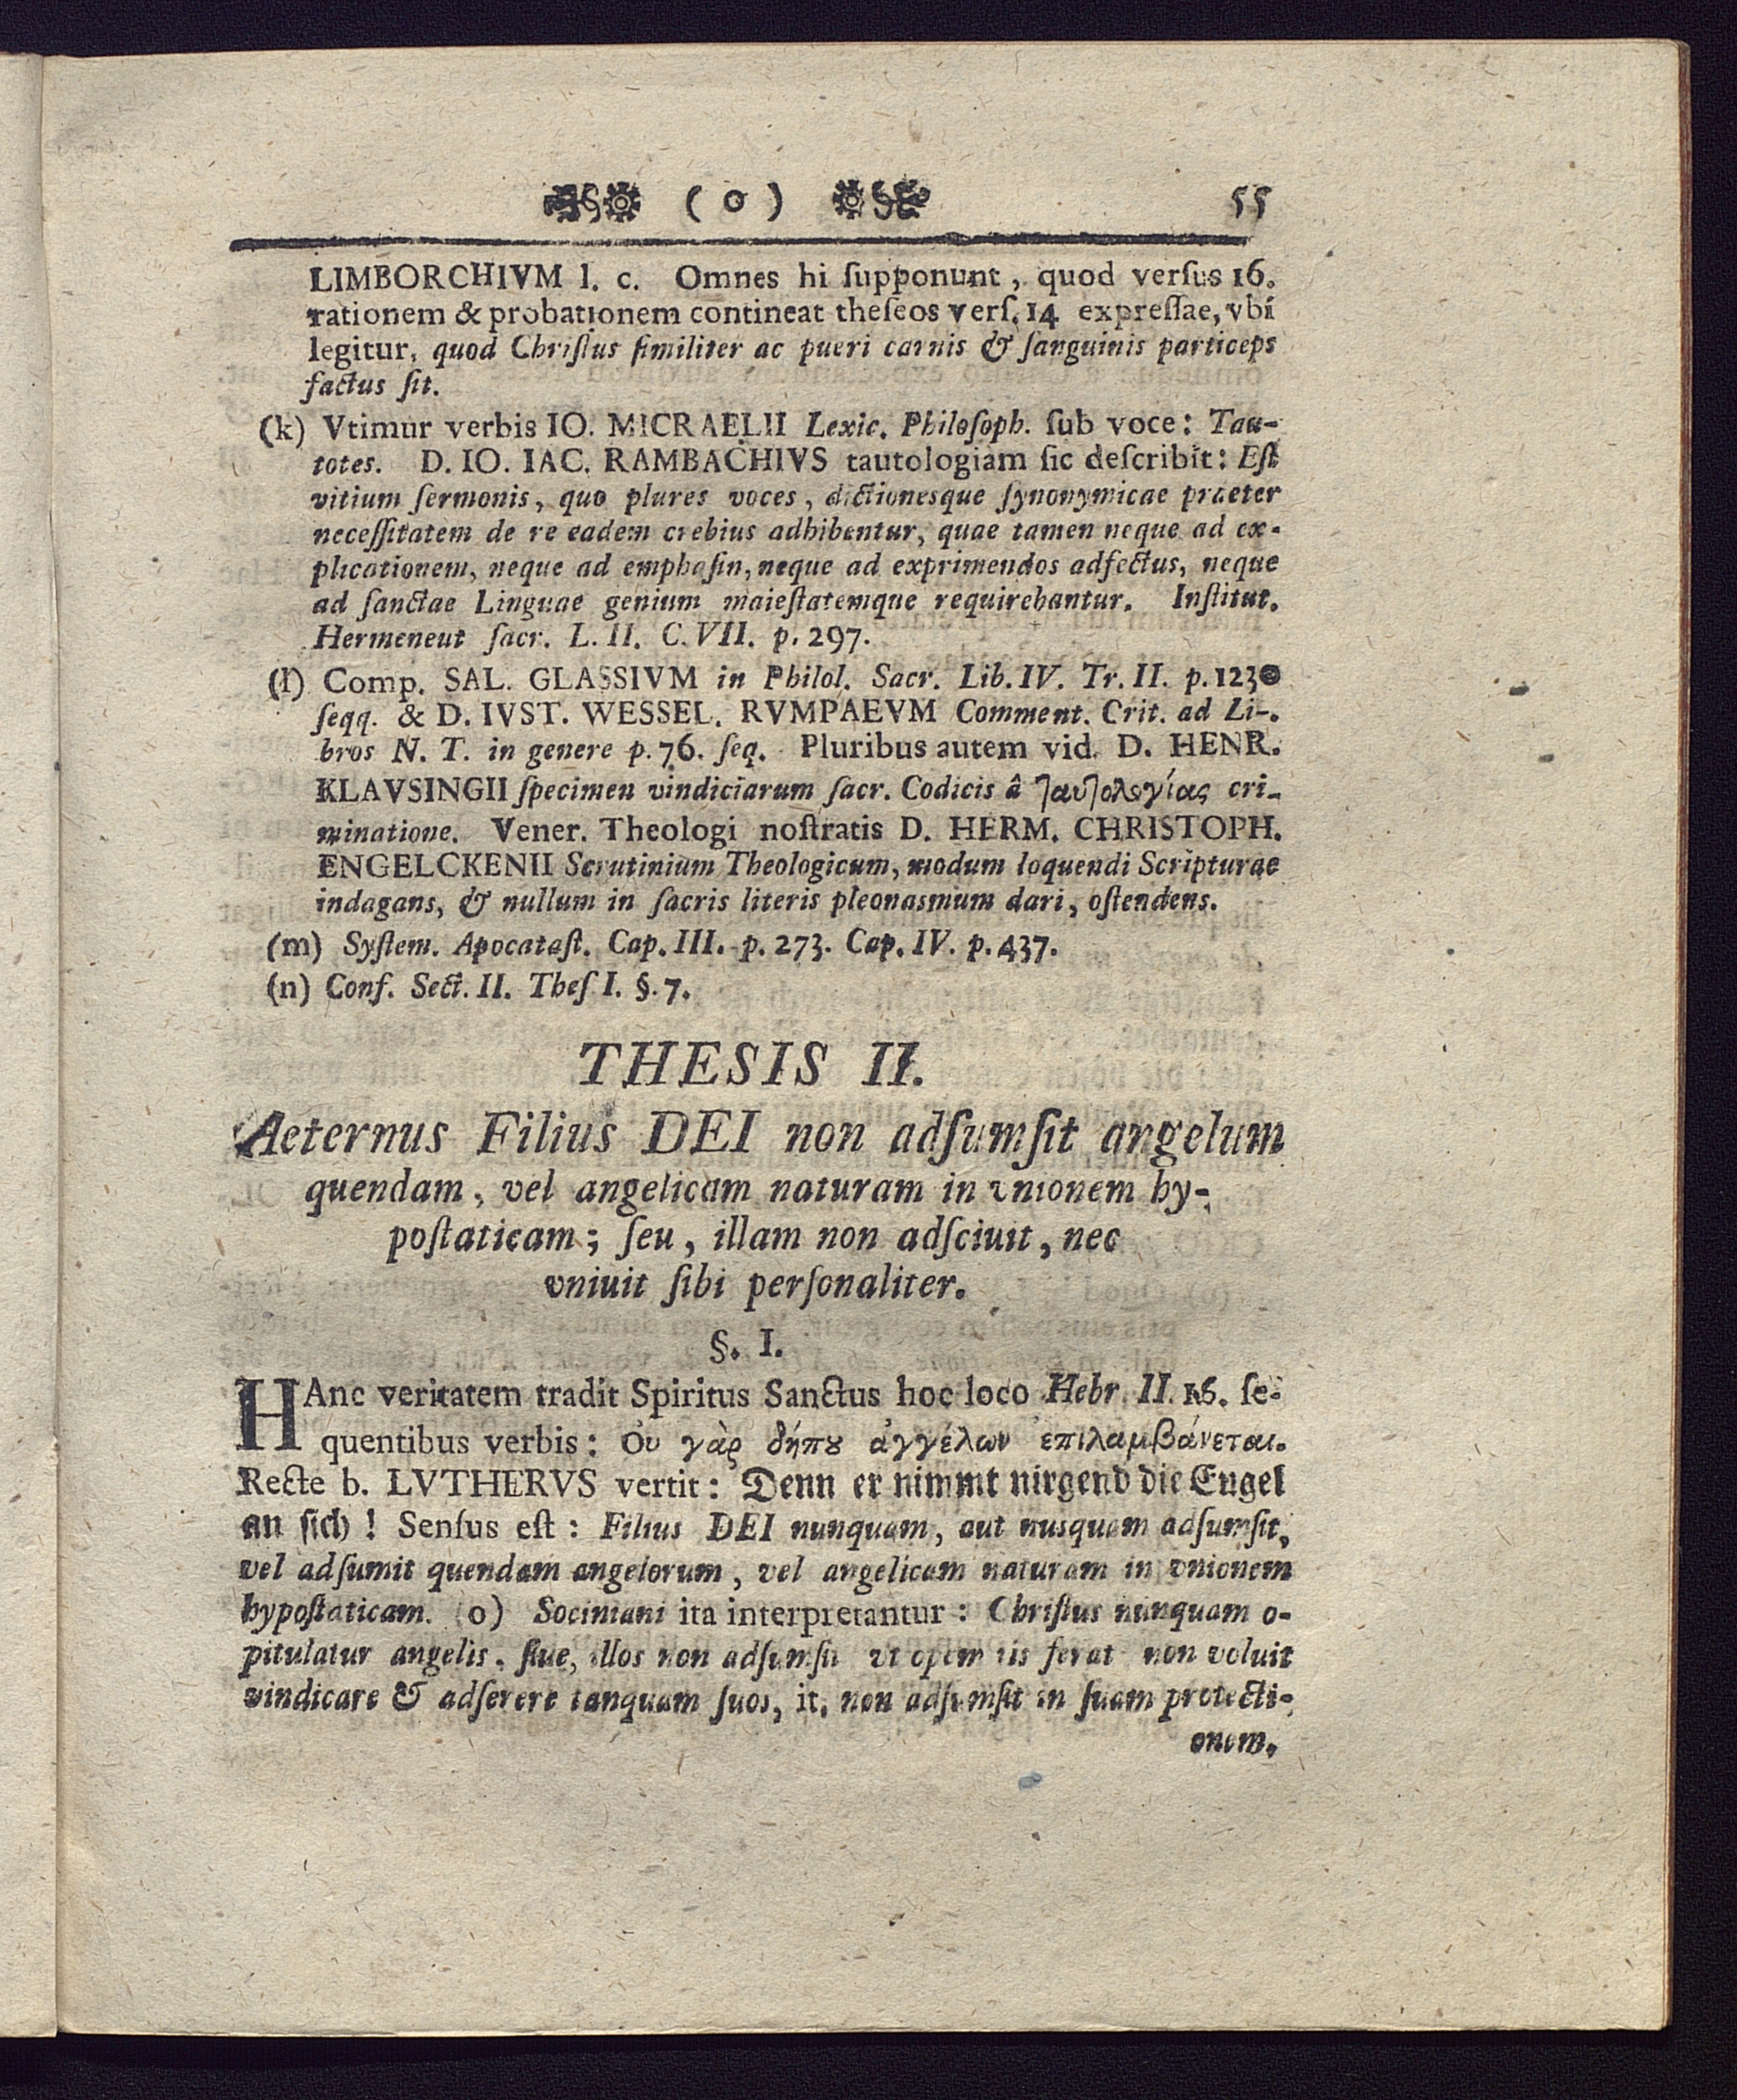 ( o ) 55
LIMBORCHIVM l. c. Omnes hi ſupponunt, quod verſus 16.
rationem & probationem contineat theſeos verſ. 14 expreſſae, vbi
legitur, quod Chriſtus ſimiliter ac pueri carnis & ſanguinis particeps
factus ſit.
(k) Vtimur verbis IO. MICRAELII Lexic. Philoſoph. ſub voce: Tau-
totes. D. IO. IAC. RAMBACHIVS tautologiam ſic deſcribit: Eſt
vitium ſermonis, quo plures voces, dictionesque ſynonymicae praeter
neceſſitatem de re eadem crebius adhibentur, quae tamen neque ad ex-
plicationem, neque ad emphaſin, neque ad exprimendos adfectus, neque
ad ſanctae Linguae genium maieſtatemque requirebantur. Inſtitut.
Hermeneut ſacr. L. II. C. VII. p. 297.
(l) Comp. SAL. GLASSIVM in Philol. Sacr. Lib. IV. Tr. II. p. 1230
ſeqq. & D. IVST. WESSEL. RVMPAEVM Comment. Crit. ad Li-
bros N. T. in genere p. 76. ſeq. Pluribus autem vid. D. HENR.
KLAVSINGII ſpecimen vindiciarum ſacr. Codicis â ταυτολογίας cri-
minatione. Vener. Theologi noſtratis D. HERM. CHRISTOPH.
ENGELCKENII Scrutinium Theologicum, modum loquendi Scripturae
indagans, & nullum in ſacris literis pleonasmum dari, oſtendens.
(m) Syſtem. Apocataſt. Cap. III. p. 273. Cap. IV. p. 437.
(n) Conf. Sect. II. Theſ I. §. 7.
THESIS II.
Aeternus Filius DEI non adſumſit angelum
quendam, vel angelicam naturam in vnionem hy-
poſtaticam; ſeu, illam non adſciuit, nec
vniuit ſibi perſonaliter.
§. I.
HAnc veritatem tradit Spiritus Sanctus hoc loco Hebr. II. 16. ſe-
quentibus verbis: Ὀυ γὰρ δήπȣ ἀγγέλων ἐπιλαμβάνεται.
Recte b. LVTHERVS vertit: Denn er nimmt nirgend die Engel
an ſich! Senſus eſt: Filius DEI nunquam, aut nusquam adſumſit,
vel adſumit quendam angelorum, vel angelicam naturam in vnionem
hypoſtaticam. (o) Sociniani ita interpretantur: Chriſtus nunquam o-
pitulatur angelis, ſiue, illos non adſumſit vt opem iis ferat non voluit
vindicare & adſerere tanquam ſuos, it. non adſumſit in ſuam protecti-
onem.